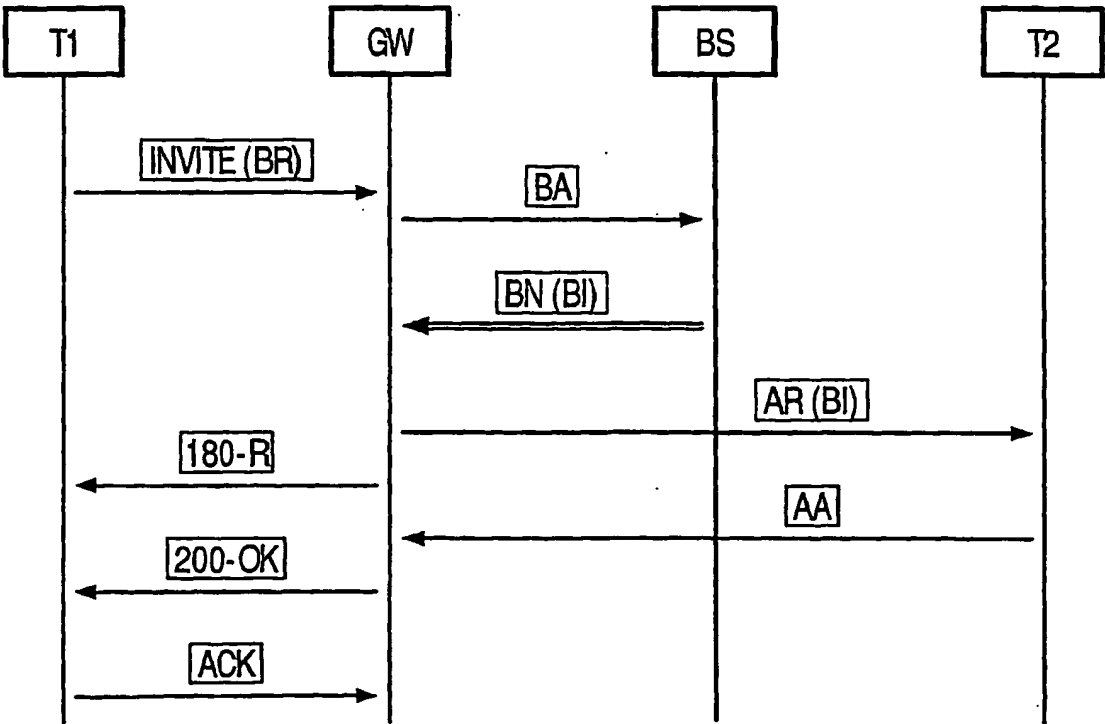 T1
GW
BS
T2
INVITE (BR)
BA
BN (BI)
AR (BI)
180-R
AA
200-OK
ACK